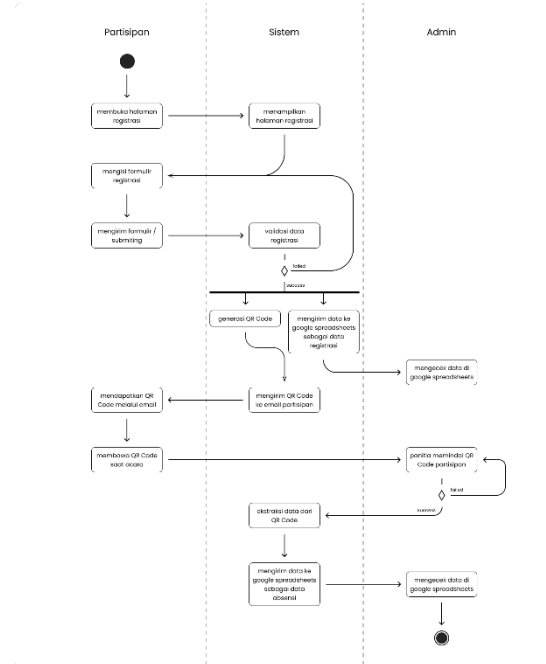 Partisipan
Sistem
Admin
membuka halaman
registrasi
menampilkan
halaman registrasi
mengisi formulir
registrasi
mengirim formulir /
submiting
validasi data
registrasi
failed
success
generasi QR Code
mengirim data ke
google spreadsheets
sebagai data
registrasi
mengecek data di
google spreadsheets
mendapatkan QR
Code melalui email
mengirim QR Code
ke email partisipan
membawa QR Code
saat acara
panitia memindai QR
Code partisipan
failed
success
ekstraksi data dari
QR Code
mengirim data ke
google spreadsheets
sebagai data
absensi
mengecek data di
google spreadsheets